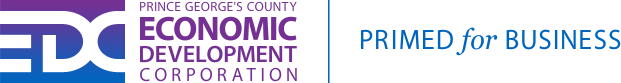 EDC
PRINCE GEORGE'S COUNTY
ECONOMIC
DEVELOPMENT
CORPORATION
PRIMED for BUSINESS